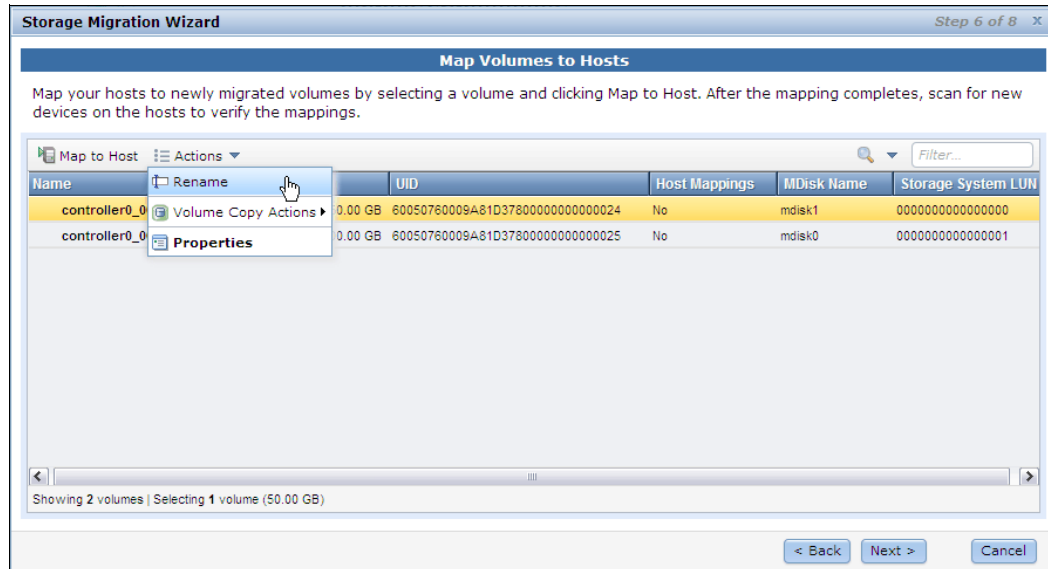 Storage Migration Wizard Step 6 of 8 X
Map Volumes to Hosts
Map your hosts to newly migrated volumes by selecting a volume and clicking Map to Host. After the mapping completes, scan for new
devices on the hosts to verify the mappings.
Map to Host Actions Filter...
Name UID Host Mappings MDisk Name Storage System LUN
Rename
controller0_0 0.00 GB 60050760009A81D37800000000000024 No mdisk1 0000000000000000
Volume Copy Actions
controller0_0 0.00 GB 60050760009A81D37800000000000025 No mdisk0 0000000000000001
Properties
Showing 2 volumes | Selecting 1 volume (50.00 GB)
< Back Next > Cancel